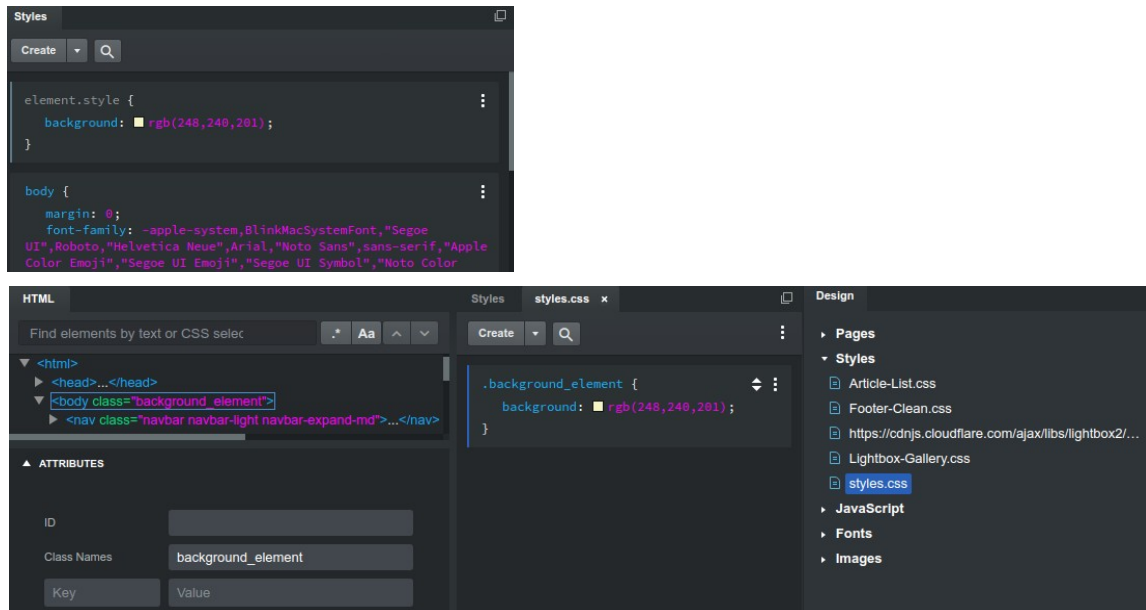 Styles
Create
element.style {
background: rgb(248,240,201);
}
body {
margin: 0;
font-family: -apple-system,BlinkMacSystemFont,"Segoe
UI",Roboto,"Helvetica Neue",Arial,"Noto Sans",sans-serif,"Apple
Color Emoji","Segoe UI Emoji","Segoe UI Symbol","Noto Color
HTML
Find elements by text or CSS selec
.* Aa
<html>
<head>...</head>
<body class="background_element">
<nav class="navbar navbar-light navbar-expand-md">...</nav>
ATTRIBUTES
ID
Class Names background_element
Key Value
Styles styles.css ×
Create
.background_element {
background: rgb(248,240,201);
}
Design
Pages
Styles
Article-List.css
Footer-Clean.css
https://cdnjs.cloudflare.com/ajax/libs/lightbox2/...
Lightbox-Gallery.css
styles.css
JavaScript
Fonts
Images